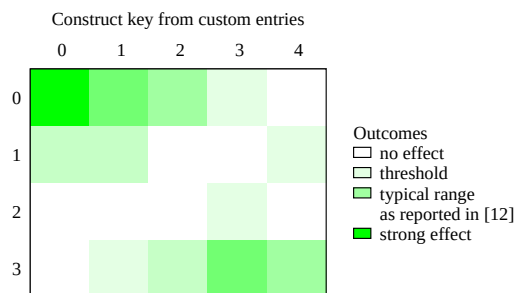 Construct key from custom entries
0 1 2 3 4
0
1
2
3
Outcomes
no effect
threshold
typical range
as reported in [12]
strong effect